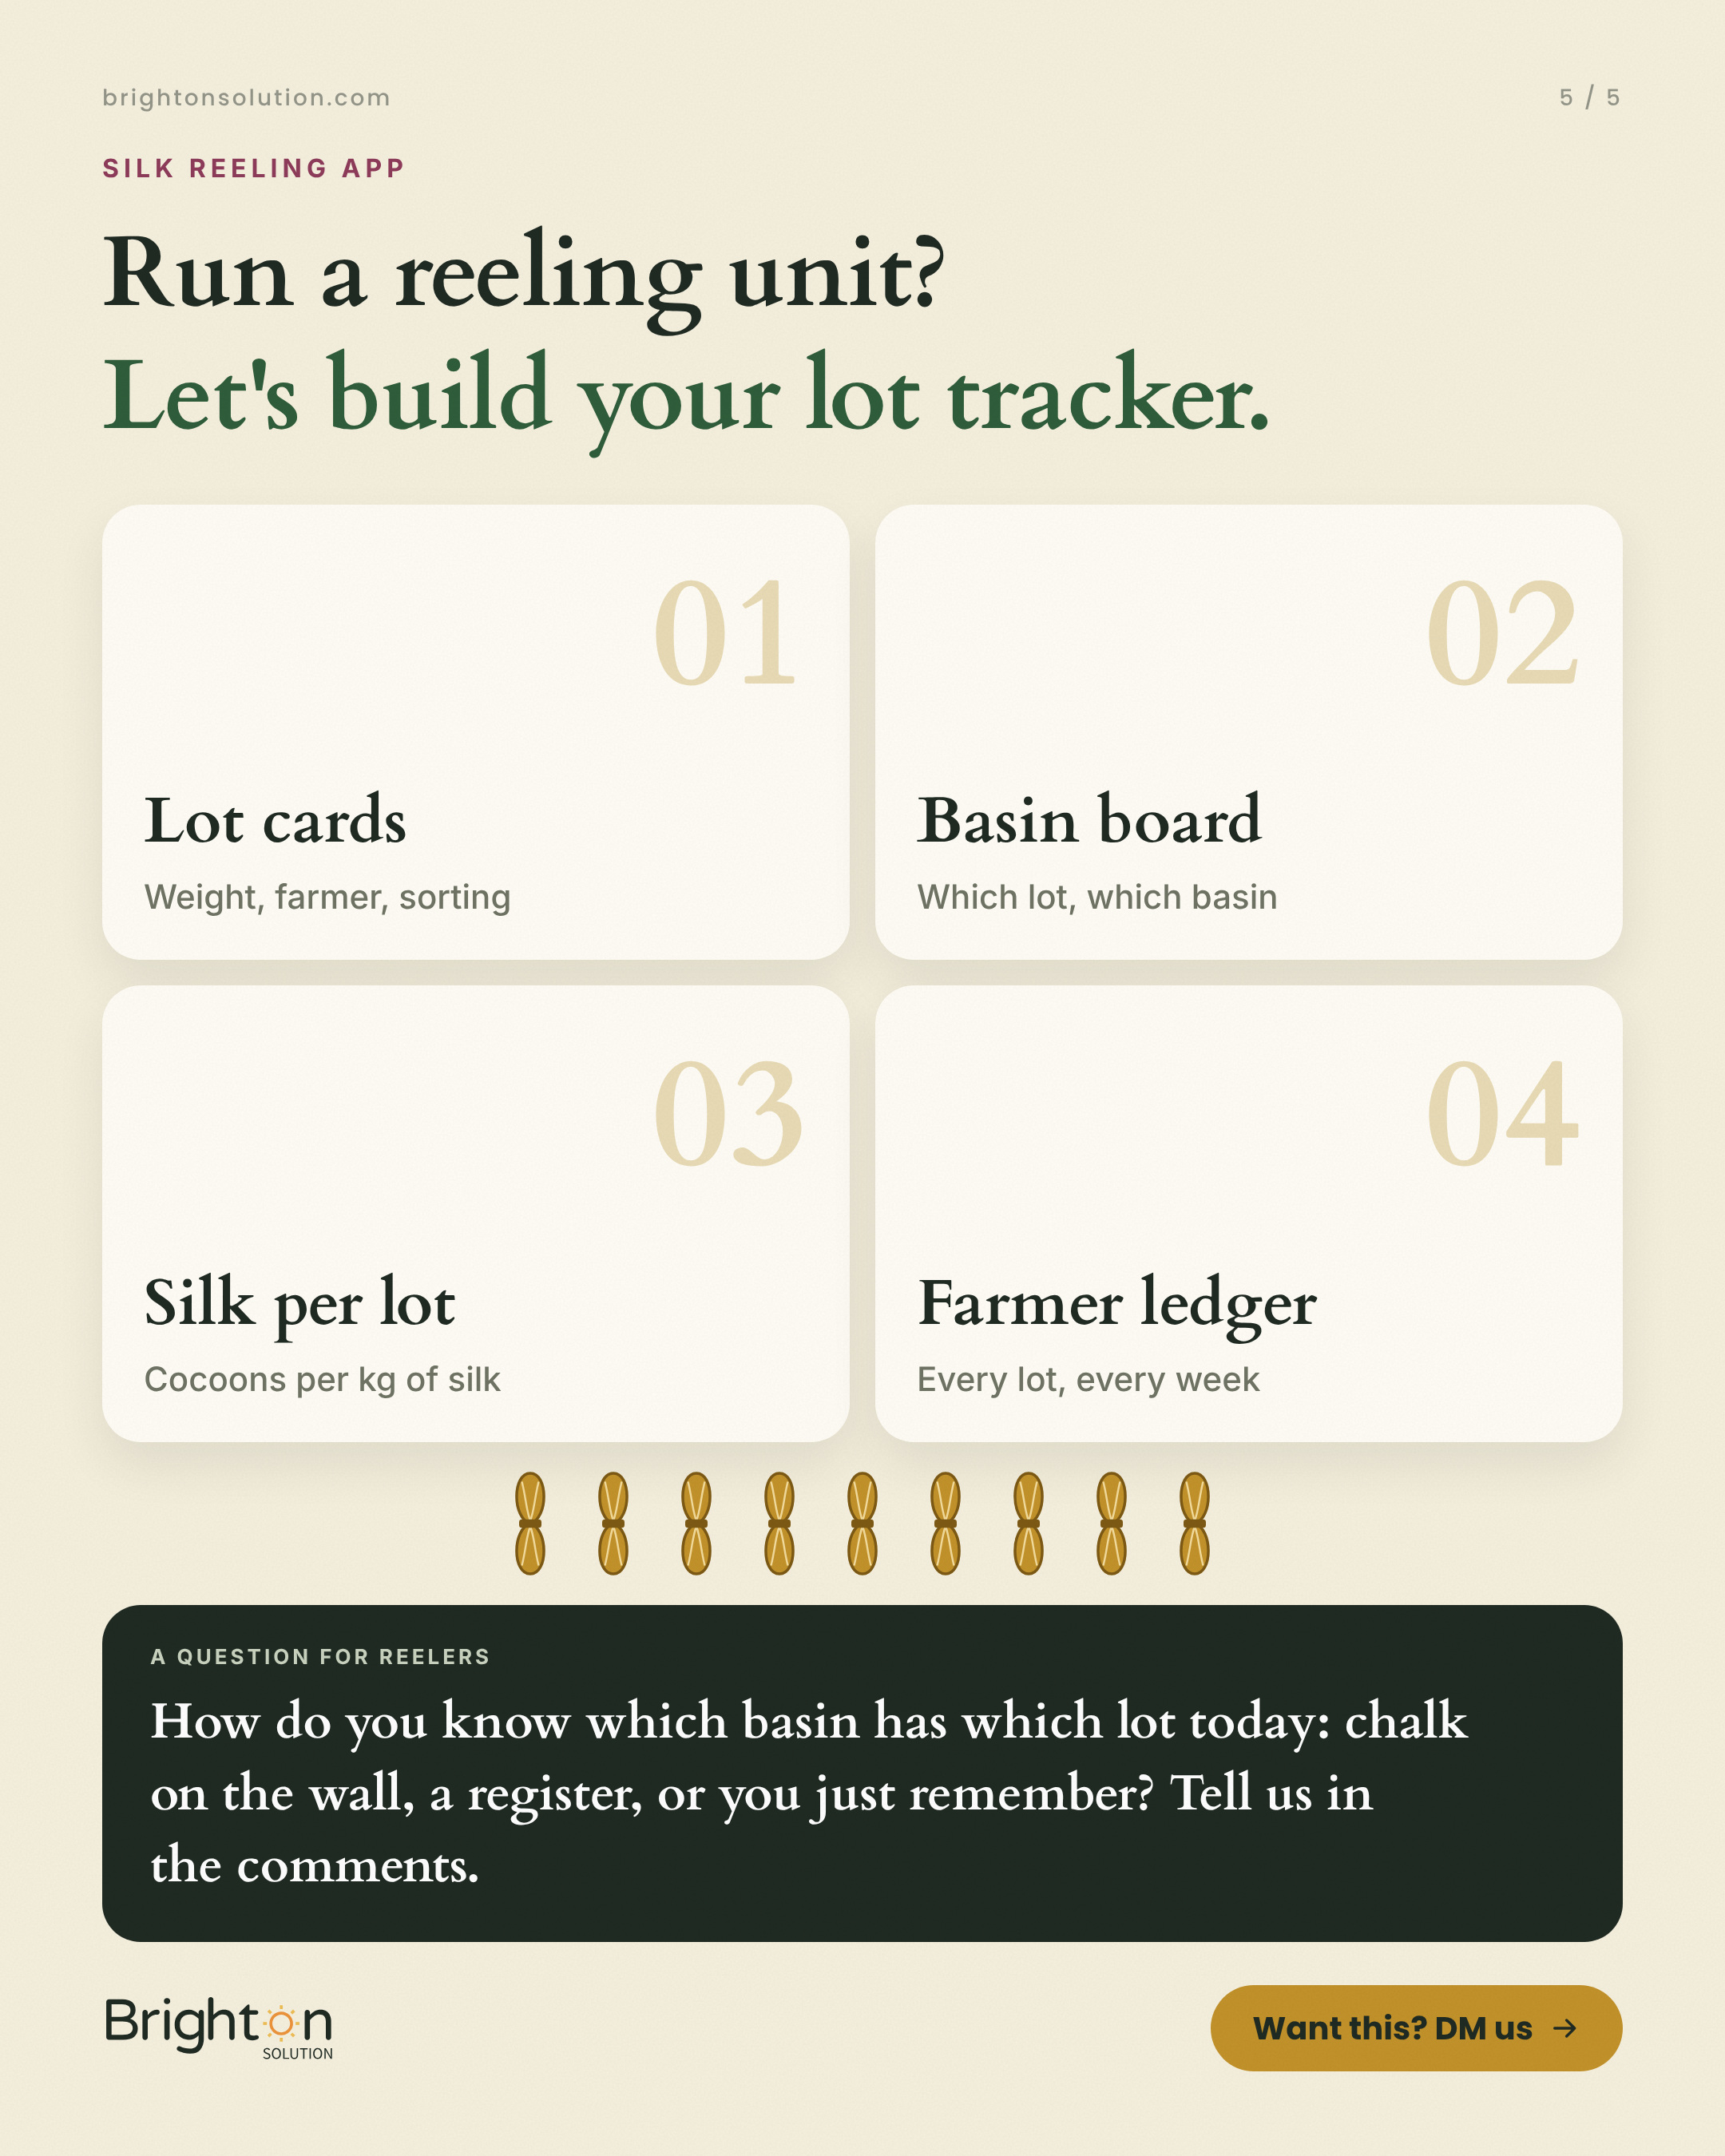 brightonsolution.com
5 / 5
SILK REELING APP
Run a reeling unit?
Let's build your lot tracker.
01
Lot cards
Weight, farmer, sorting
02
Basin board
Which lot, which basin
03
Silk per lot
Cocoons per kg of silk
04
Farmer ledger
Every lot, every week
A QUESTION FOR REELERS
How do you know which basin has which lot today: chalk
on the wall, a register, or you just remember? Tell us in
the comments.
Brighton
SOLUTION
Want this? DM us →